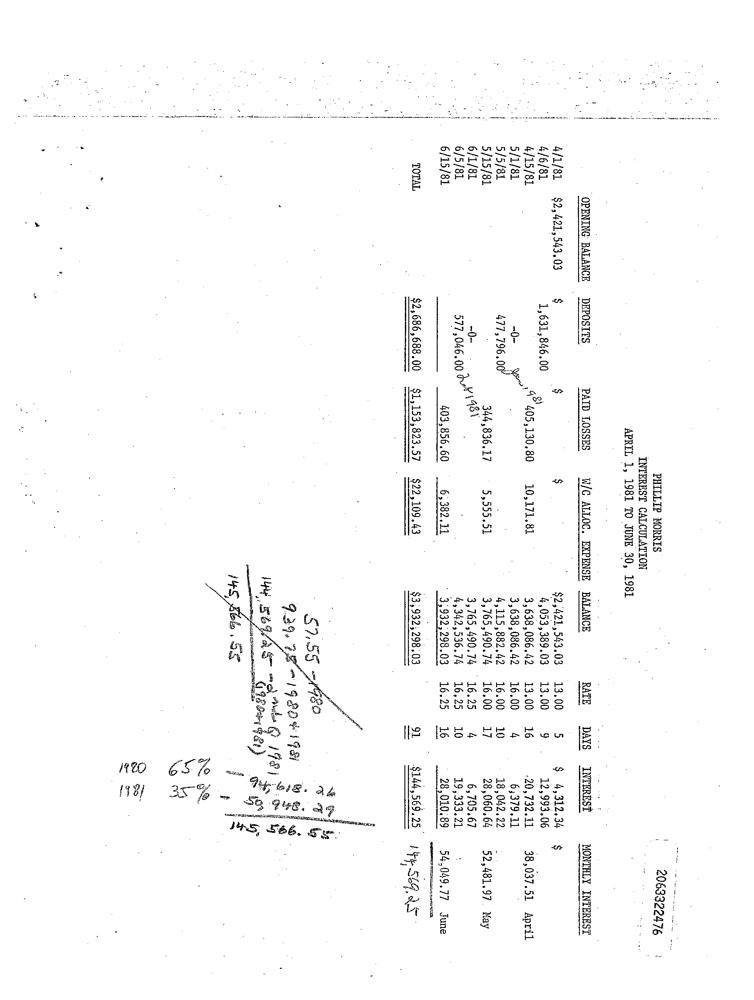 2063322476
PHILLIP MORRIS
INTEREST CALCULATION
APRIL 1, 1981 TO JUNE 30, 1981
OPENING BALANCE DEPOSITS PAID LOSSES W/C ALLOC. EXPENSE BALANCE RATE DAYS INTEREST MONTHLY INTEREST
4/1/81 $2,421,543.03 $ $ $ $2,421,543.03 13.00 5 $ 4,312.34 $
4/6/81 1,631,846.00 4,053,389.03 13.00 9 12,993.06
4/15/81 405,130.80 10,171.81 3,638,086.42 13.00 16 20,732.11 38,037.51 April
5/1/81 -0- 3,638,086.42 16.00 4 6,379.11
5/5/81 477,796.00 1981 4,115,882.42 16.00 10 18,042.22
5/15/81 344,836.17 5,555.51 3,765,490.74 16.00 17 28,060.64 52,481.97 May
6/1/81 -0- 3,765,490.74 16.25 4 6,705.67
6/5/81 577,046.00 1981 4,342,536.74 16.25 10 19,333.21
6/15/81 403,856.60 6,382.11 3,932,298.03 16.25 16 28,010.89 54,049.77 June
TOTAL $2,686,688.00 $1,153,823.57 $22,109.43 $3,932,298.03 91 $144,569.25 144,569.25
57.55 - 1980
939.78 - 1980+1981
144,569.25 - 2nd Q 1981
(1980+1981)
145,566.55
1980 65% - 94,618.26
1981 35% - 50,948.29
145,566.55